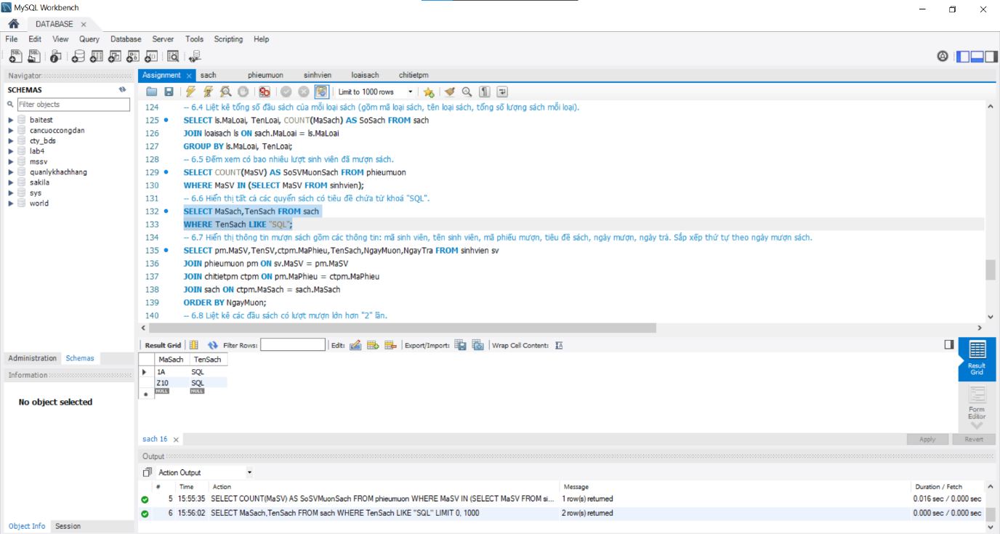 MySQL Workbench
DATABASE
File Edit View Query Database Server Tools Scripting Help
Navigator
SCHEMAS
Filter objects
baitest
cancuoccongdan
cty_bds
lab4
mssv
quanlykhachhang
sakila
sys
world
Administration Schemas
Information
No object selected
Object Info Session
Assignment sach phieumuon sinhvien loaisach chitietpm
Limit to 1000 rows
124 -- 6.4 Liệt kê tổng số đầu sách của mỗi loại sách (gồm mã loại sách, tên loại sách, tổng số lượng sách mỗi loại).
125 SELECT ls.MaLoai, TenLoai, COUNT(MaSach) AS SoSach FROM sach
126 JOIN loaisach ls ON sach.MaLoai = ls.MaLoai
127 GROUP BY ls.MaLoai, TenLoai;
128 -- 6.5 Đếm xem có bao nhiêu lượt sinh viên đã mượn sách.
129 SELECT COUNT(MaSV) AS SoSVMuonSach FROM phieumuon
130 WHERE MaSV IN (SELECT MaSV FROM sinhvien);
131 -- 6.6 Hiển thị tất cả các quyển sách có tiêu đề chứa từ khoá "SQL".
132 SELECT MaSach,TenSach FROM sach
133 WHERE TenSach LIKE "SQL";
134 -- 6.7 Hiển thị thông tin mượn sách gồm các thông tin: mã sinh viên, tên sinh viên, mã phiếu mượn, tiêu đề sách, ngày mượn, ngày trả. Sắp xếp thứ tự theo ngày mượn sách.
135 SELECT pm.MaSV,TenSV,ctpm.MaPhieu,TenSach,NgayMuon,NgayTra FROM sinhvien sv
136 JOIN phieumuon pm ON sv.MaSV = pm.MaSV
137 JOIN chitietpm ctpm ON pm.MaPhieu = ctpm.MaPhieu
138 JOIN sach ON ctpm.MaSach = sach.MaSach
139 ORDER BY NgayMuon;
140 -- 6.8 Liệt kê các đầu sách có lượt mượn lớn hơn "2" lần.
Result Grid Filter Rows: Edit: Export/Import: Wrap Cell Content:
MaSach TenSach
1A SQL
Z10 SQL
NULL NULL
Result Grid
Form Editor
sach 16
Apply Revert
Output
Action Output
# Time Action Message Duration / Fetch
5 15:55:35 SELECT COUNT(MaSV) AS SoSVMuonSach FROM phieumuon WHERE MaSV IN (SELECT MaSV FROM si... 1 row(s) returned 0.016 sec / 0.000 sec
6 15:56:02 SELECT MaSach,TenSach FROM sach WHERE TenSach LIKE "SQL" LIMIT 0, 1000 2 row(s) returned 0.000 sec / 0.000 sec